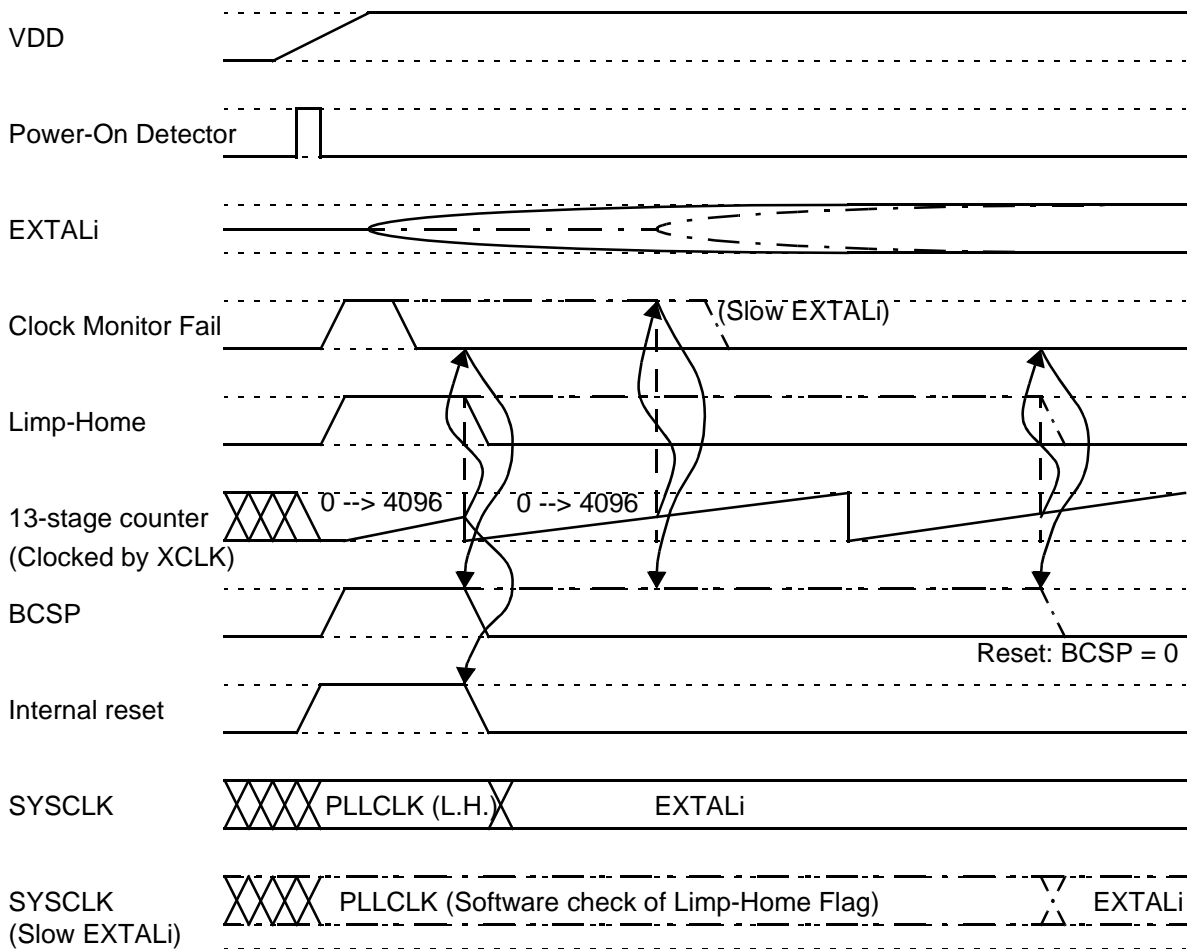 VDD
Power-On Detector
EXTALi
Clock Monitor Fail
(Slow EXTALi)
Limp-Home
13-stage counter
(Clocked by XCLK)
0 --> 4096
0 --> 4096
BCSP
Reset: BCSP = 0
Internal reset
SYSCLK
PLLCLK (L.H.)
EXTALi
SYSCLK
(Slow EXTALi)
PLLCLK (Software check of Limp-Home Flag)
EXTALi